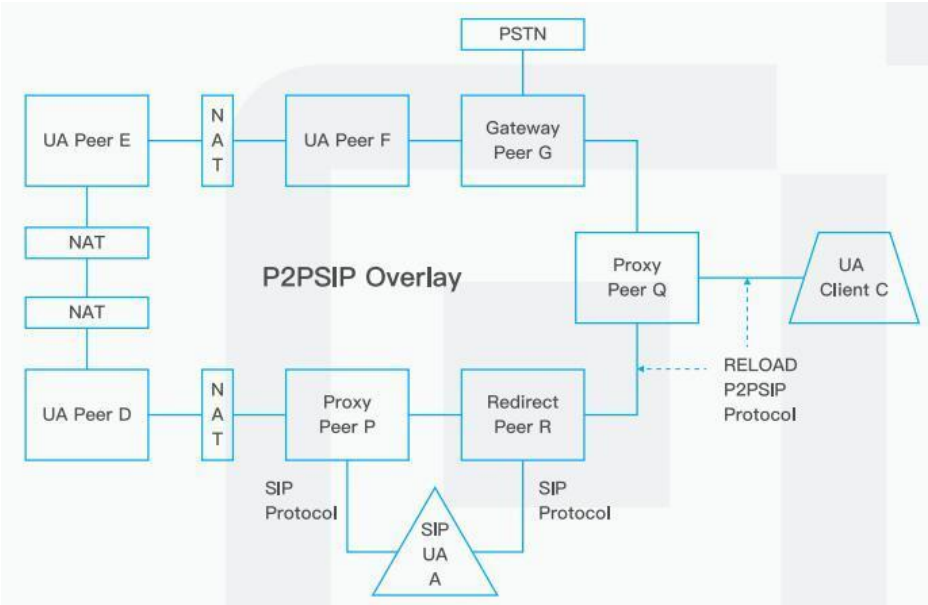 PSTN
UA Peer E
N
A
T
UA Peer F
Gateway
Peer G
NAT
NAT
P2PSIP Overlay
Proxy
Peer Q
UA
Client C
UA Peer D
N
A
T
Proxy
Peer P
Redirect
Peer R
RELOAD
P2PSIP
Protocol
SIP
Protocol
SIP
UA
A
SIP
Protocol